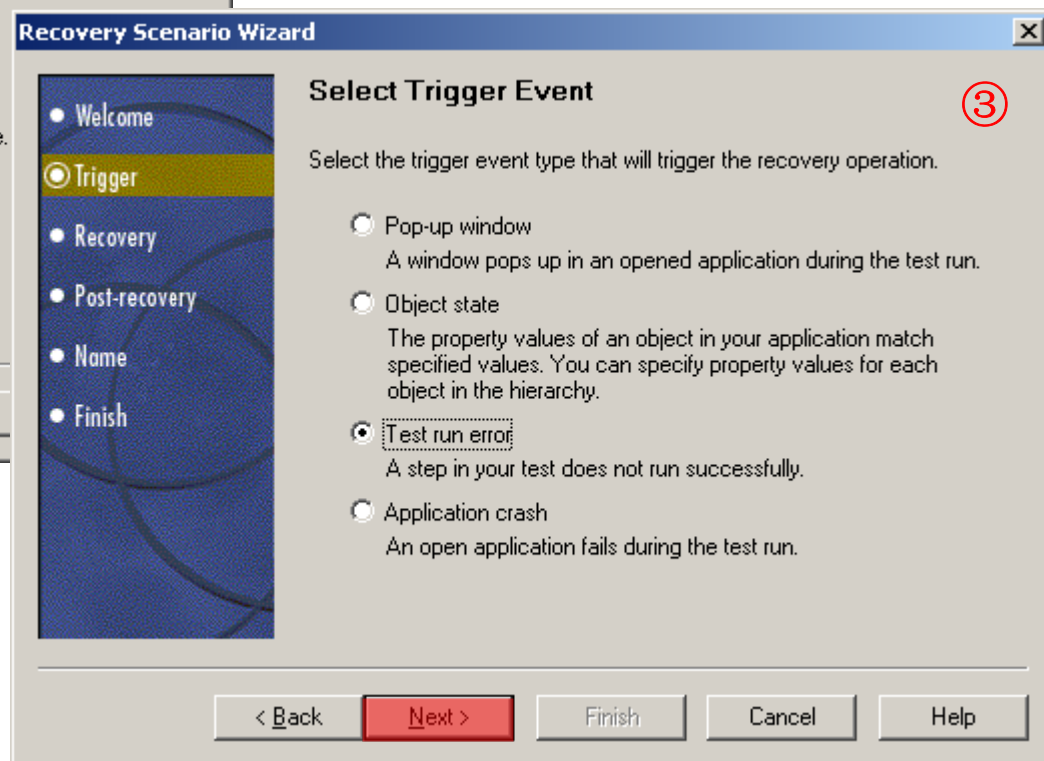 Recovery Scenario Wizard
e.
Welcome
Trigger
Recovery
Post-recovery
Name
Finish
Select Trigger Event
③
Select the trigger event type that will trigger the recovery operation.
Pop-up window
A window pops up in an opened application during the test run.
Object state
The property values of an object in your application match
specified values. You can specify property values for each
object in the hierarchy.
Test run error
A step in your test does not run successfully.
Application crash
An open application fails during the test run.
< Back
Next >
Finish
Cancel
Help